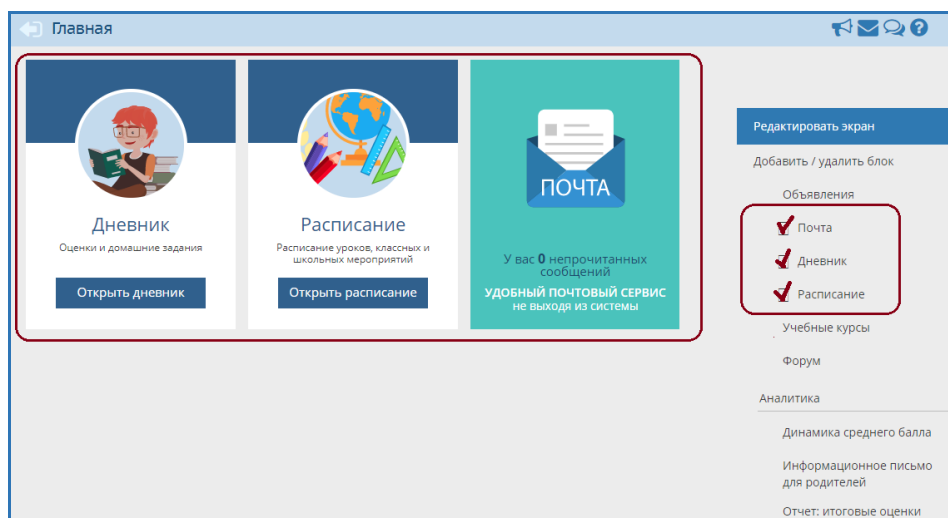 Главная
Дневник
Оценки и домашние задания
Открыть дневник
Расписание
Расписание уроков, классных и
школьных мероприятий
Открыть расписание
ПОЧТА
У вас 0 непрочитанных
сообщений
УДОБНЫЙ ПОЧТОВЫЙ СЕРВИС
не выходя из системы
Редактировать экран
Добавить / удалить блок
Объявления
Почта
Дневник
Расписание
Учебные курсы
Форум
Аналитика
Динамика среднего балла
Информационное письмо
для родителей
Отчет: итоговые оценки